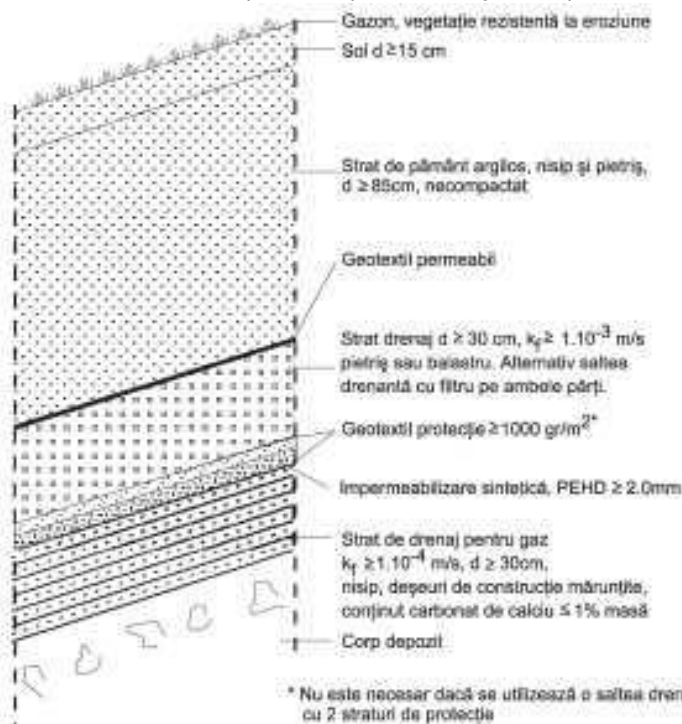 Gazon, vegetație rezistentă la eroziune
Sol d ≥ 15 cm
Strat de pământ argilos, nisip și pietriș,
d ≥ 85cm, necompactat
Geotextil permeabil
Strat drenaj d ≥ 30 cm, kf ≥ 1.10⁻³ m/s
pietriș sau balastru. Alternativ saltea
drenantă cu filtru pe ambele părți.
Geotextil protecție ≥ 1000 gr/m²*
Impermeabilizare sintetică, PEHD ≥ 2.0mm
Strat de drenaj pentru gaz
kf ≥ 1.10⁻⁴ m/s, d ≥ 30cm,
nisip, deșeuri de construcție mărunțite,
conținut carbonat de calciu ≤ 1% masă
Corp depozit
* Nu este necesar dacă se utilizează o saltea dren
cu 2 straturi de protecție